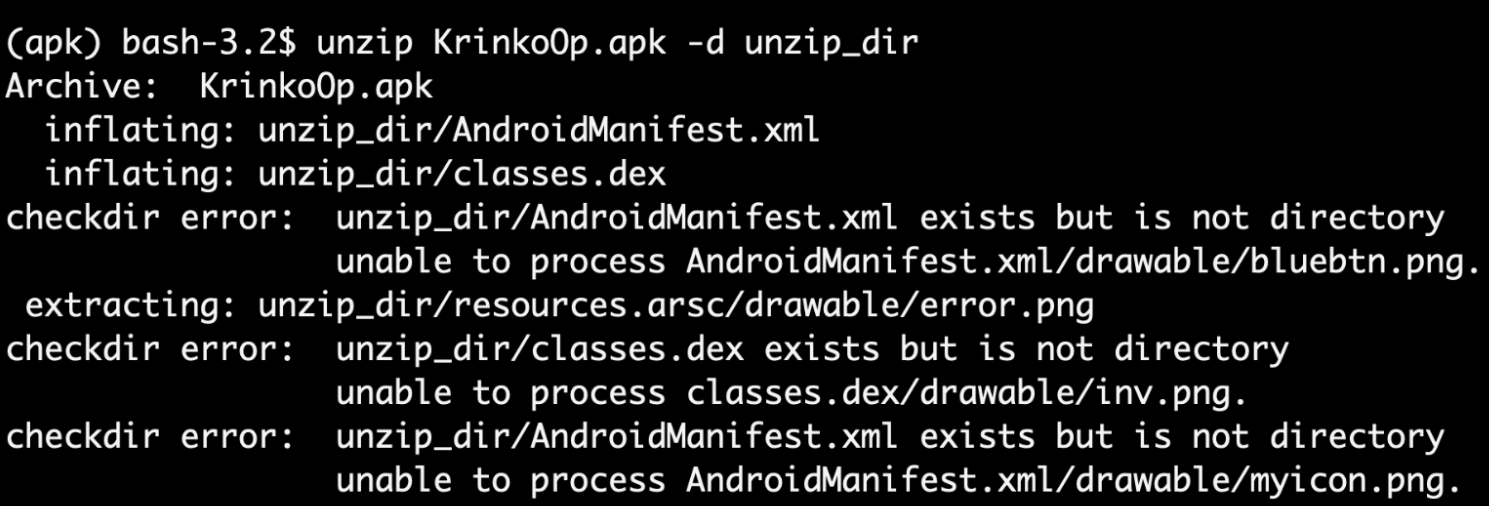 (apk) bash-3.2$ unzip KrinkoOp.apk -d unzip_dir
Archive:  KrinkoOp.apk
  inflating: unzip_dir/AndroidManifest.xml
  inflating: unzip_dir/classes.dex
checkdir error:  unzip_dir/AndroidManifest.xml exists but is not directory
                 unable to process AndroidManifest.xml/drawable/bluebtn.png.
 extracting: unzip_dir/resources.arsc/drawable/error.png
checkdir error:  unzip_dir/classes.dex exists but is not directory
                 unable to process classes.dex/drawable/inv.png.
checkdir error:  unzip_dir/AndroidManifest.xml exists but is not directory
                 unable to process AndroidManifest.xml/drawable/myicon.png.